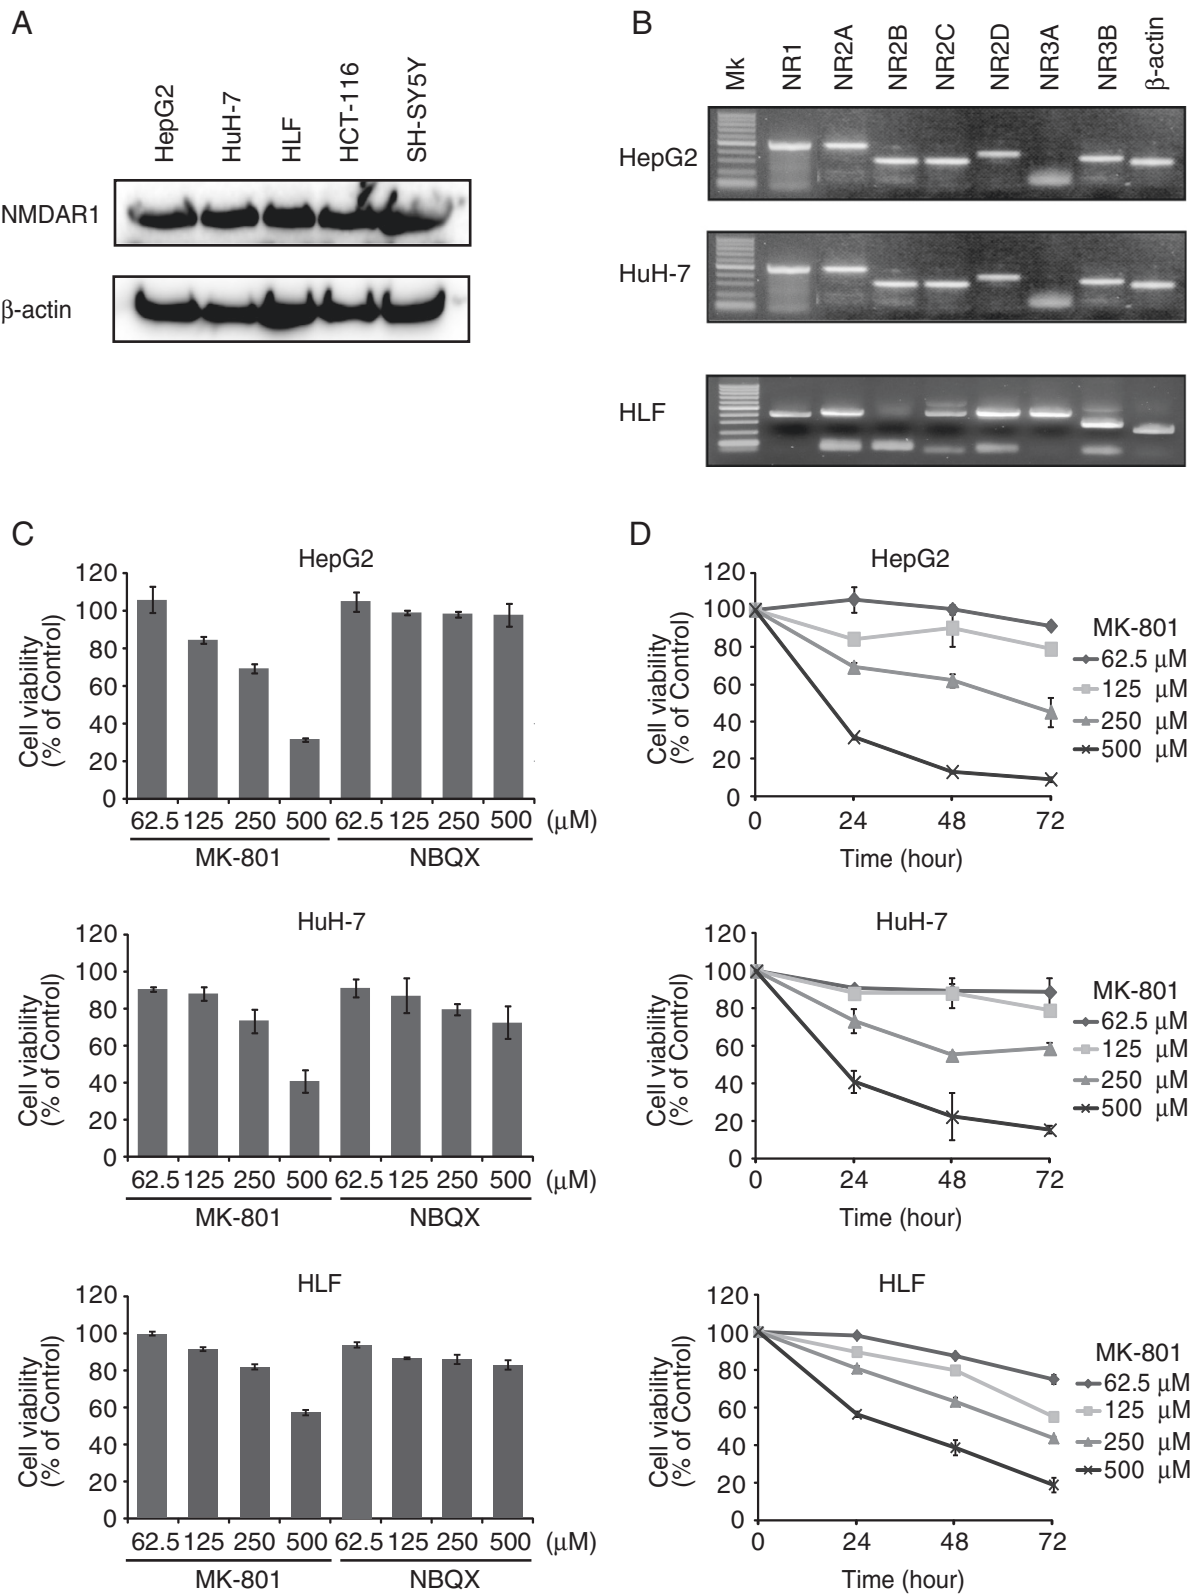 A
HepG2
HuH-7
HLF
HCT-116
SH-SY5Y
NMDAR1
β-actin
B
Mk
NR1
NR2A
NR2B
NR2C
NR2D
NR3A
NR3B
β-actin
HepG2
HuH-7
HLF
C
HepG2
Cell viability
(% of Control)
120
100
80
60
40
20
0
62.5 125 250 500 62.5 125 250 500 (μM)
MK-801 NBQX
HuH-7
Cell viability
(% of Control)
120
100
80
60
40
20
0
62.5 125 250 500 62.5 125 250 500 (μM)
MK-801 NBQX
HLF
Cell viability
(% of Control)
120
100
80
60
40
20
0
62.5 125 250 500 62.5 125 250 500 (μM)
MK-801 NBQX
D
HepG2
Cell viability
(% of Control)
120
100
80
60
40
20
0
0 24 48 72
Time (hour)
MK-801
62.5 μM
125 μM
250 μM
500 μM
HuH-7
Cell viability
(% of Control)
120
100
80
60
40
20
0
0 24 48 72
Time (hour)
MK-801
62.5 μM
125 μM
250 μM
500 μM
HLF
Cell viability
(% of Control)
120
100
80
60
40
20
0
0 24 48 72
Time (hour)
MK-801
62.5 μM
125 μM
250 μM
500 μM